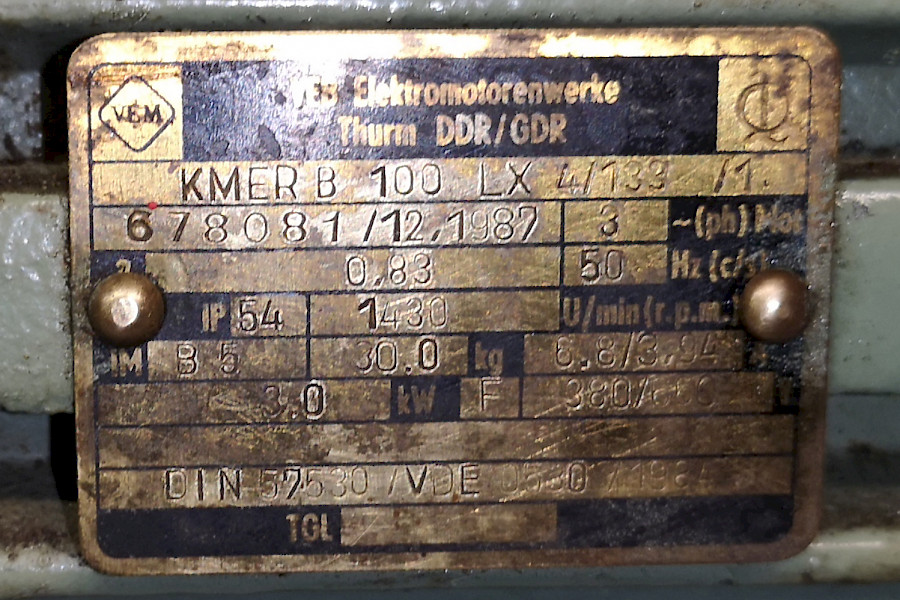 VEM
VEB Elektromotorenwerke
Thurm DDR/GDR
KMER B 100 LX 4/133 /1.
678081/12.1987 3 ~(ph) Mot
0,83 50 Hz (c/s)
IP 54 1430 U/min (r.p.m.)
IM B 5 30.0 kg 6.8/3.94 A
3.0 kW F 380/660 V
DIN 57530 /VDE 0530 /1984
TGL